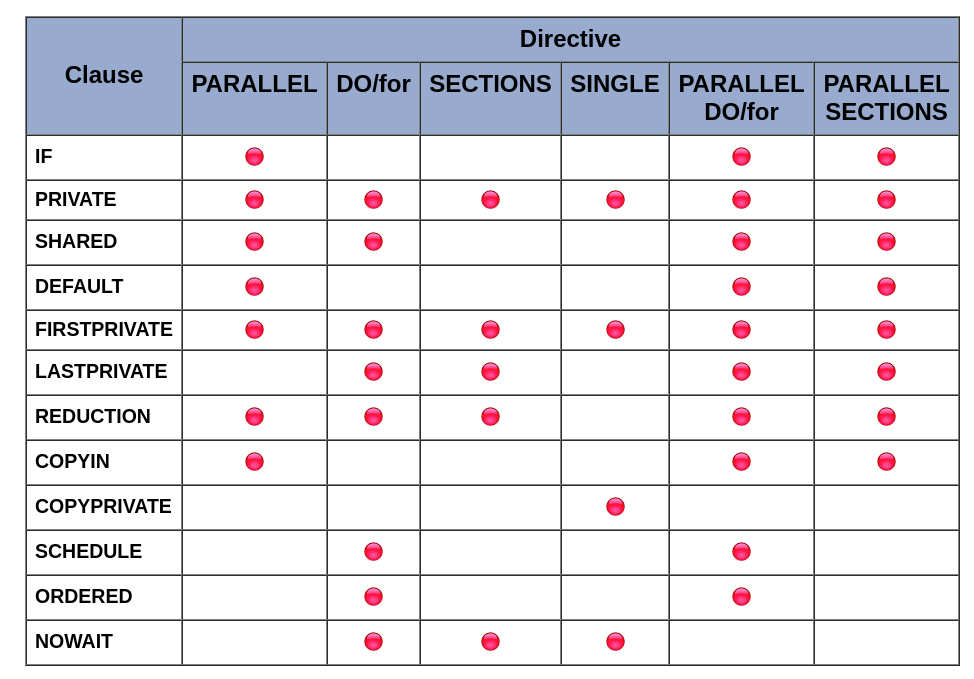 Clause
Directive
PARALLEL
DO/for
SECTIONS
SINGLE
PARALLEL
DO/for
PARALLEL
SECTIONS
IF
PRIVATE
SHARED
DEFAULT
FIRSTPRIVATE
LASTPRIVATE
REDUCTION
COPYIN
COPYPRIVATE
SCHEDULE
ORDERED
NOWAIT